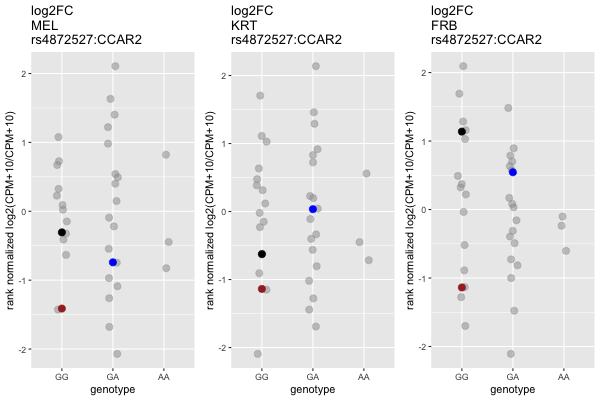 log2FC
MEL
rs4872527:CCAR2
rank normalized log2(CPM+10/CPM+10)
2
1
0
-1
-2
GG
GA
AA
genotype
log2FC
KRT
rs4872527:CCAR2
rank normalized log2(CPM+10/CPM+10)
2
1
0
-1
-2
GG
GA
AA
genotype
log2FC
FRB
rs4872527:CCAR2
rank normalized log2(CPM+10/CPM+10)
2
1
0
-1
-2
GG
GA
AA
genotype